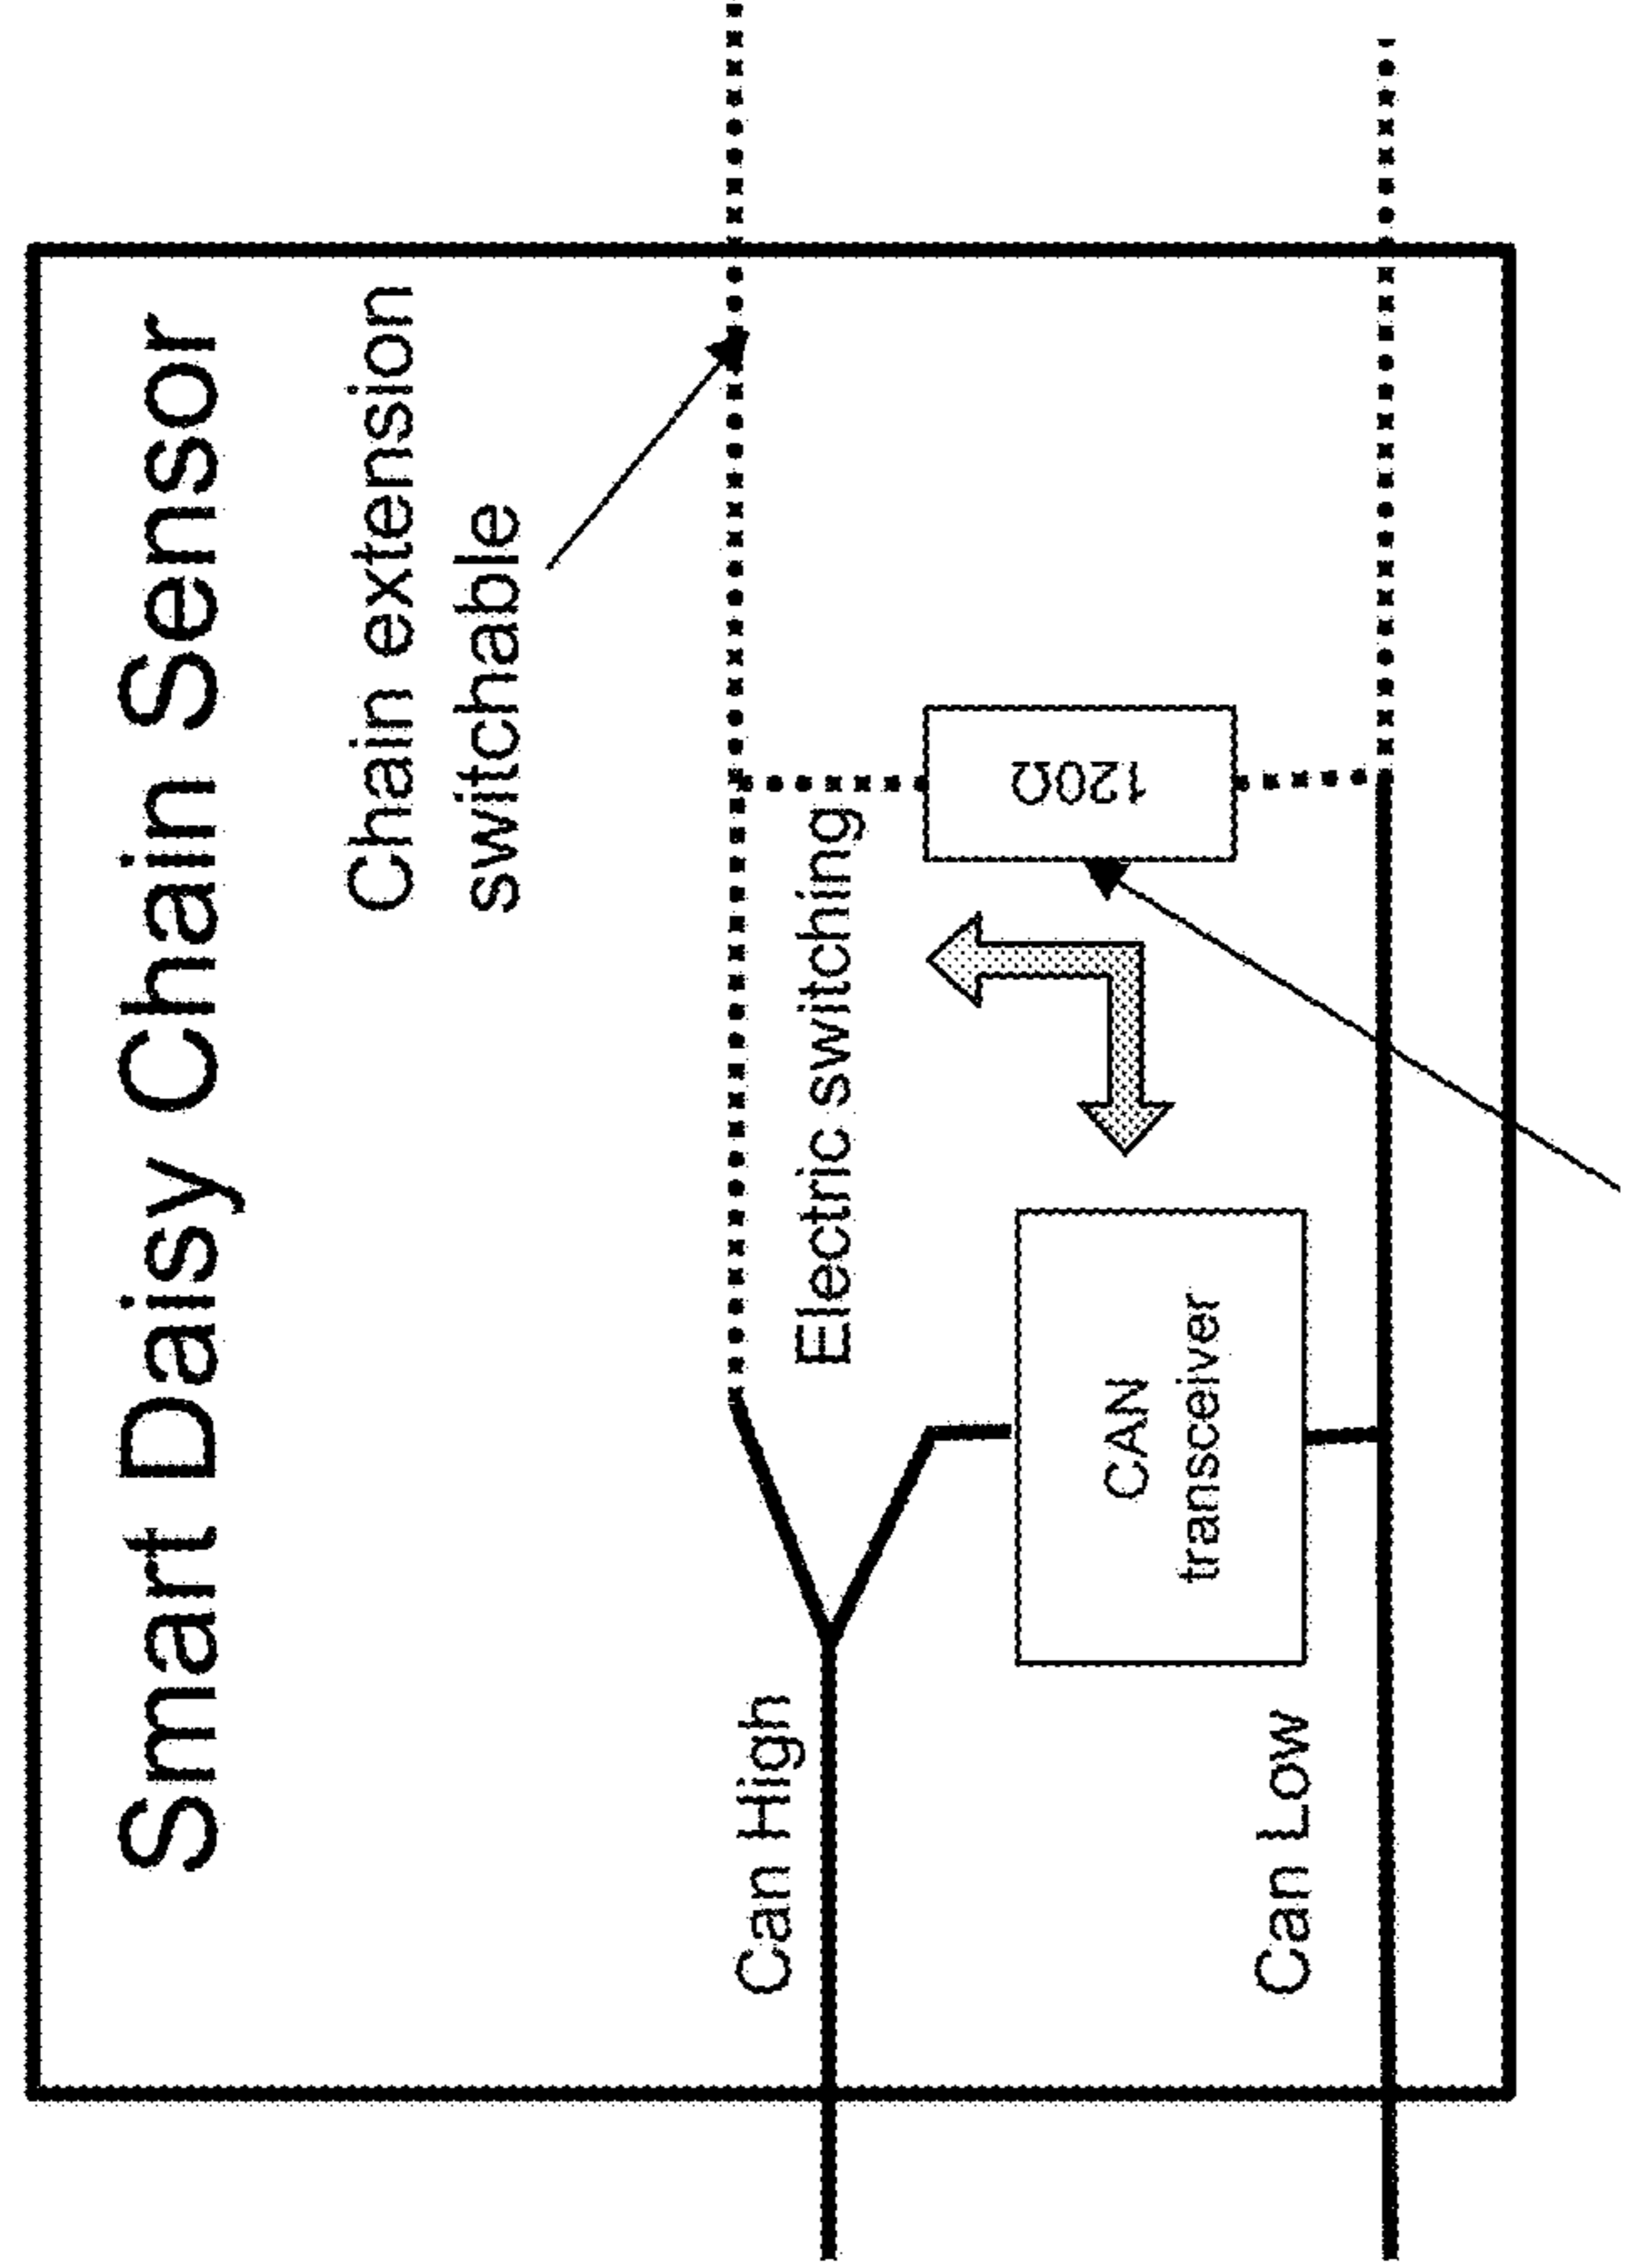 Smart Daisy Chain Sensor
Chain extension
switchable
Can High
Electric switching
120Ω
CAN
transceiver
Can Low